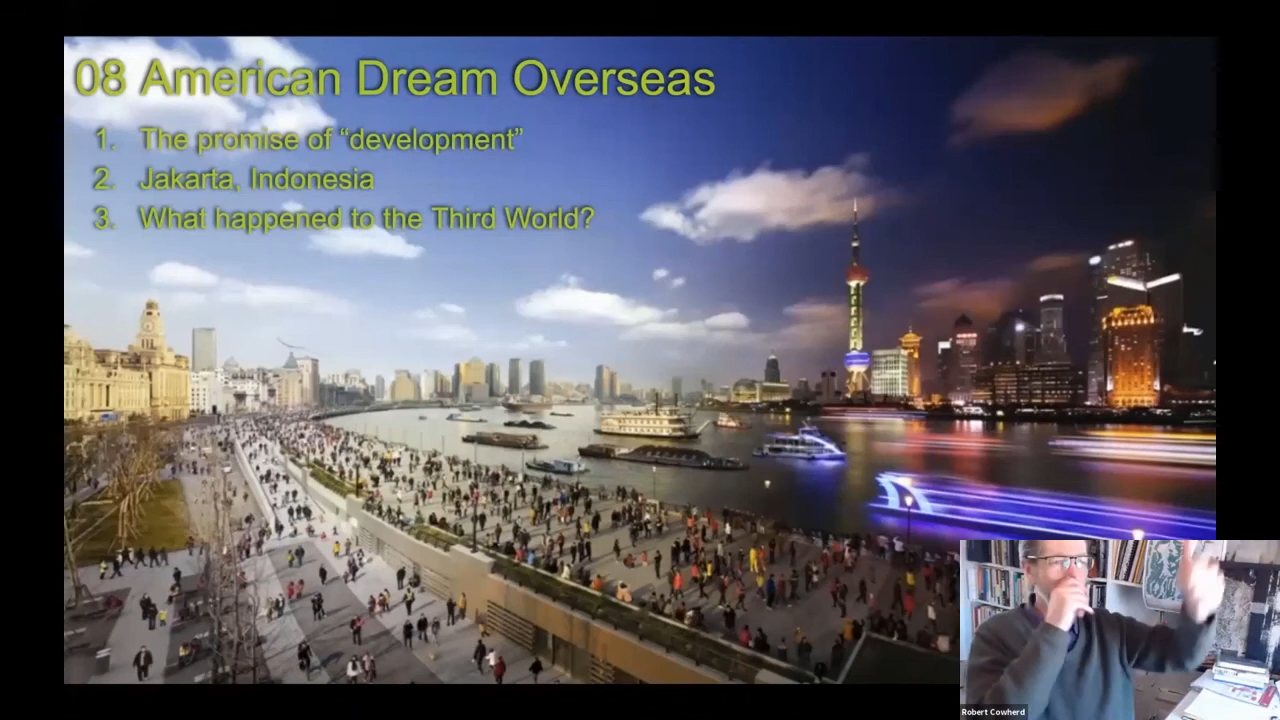 08 American Dream Overseas
1. The promise of “development”
2. Jakarta, Indonesia
3. What happened to the Third World?
Robert Cowherd